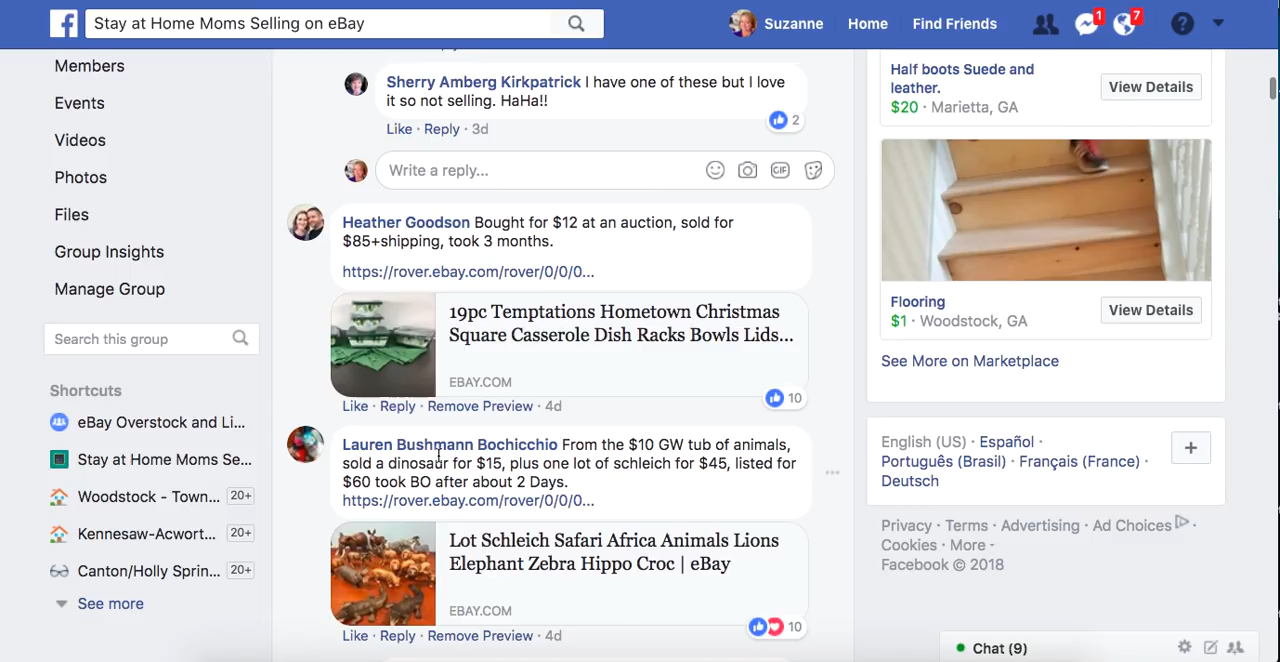 Stay at Home Moms Selling on eBay
Suzanne
Home
Find Friends
1
7
Members
Events
Videos
Photos
Files
Group Insights
Manage Group
Search this group
Shortcuts
eBay Overstock and Li...
Stay at Home Moms Se...
Woodstock - Town... 20+
Kennesaw-Acwort... 20+
Canton/Holly Sprin... 20+
See more
Sherry Amberg Kirkpatrick I have one of these but I love
it so not selling. HaHa!!
2
Like · Reply · 3d
Write a reply...
GIF
Heather Goodson Bought for $12 at an auction, sold for
$85+shipping, took 3 months.
https://rover.ebay.com/rover/0/0/0...
19pc Temptations Hometown Christmas
Square Casserole Dish Racks Bowls Lids...
EBAY.COM
10
Like · Reply · Remove Preview · 4d
Lauren Bushmann Bochicchio From the $10 GW tub of animals,
sold a dinosaur for $15, plus one lot of schleich for $45, listed for
$60 took BO after about 2 Days.
https://rover.ebay.com/rover/0/0/0...
Lot Schleich Safari Africa Animals Lions
Elephant Zebra Hippo Croc | eBay
EBAY.COM
10
Like · Reply · Remove Preview · 4d
Half boots Suede and
leather.
$20 · Marietta, GA
View Details
Flooring
$1 · Woodstock, GA
View Details
See More on Marketplace
English (US) · Español ·
Português (Brasil) · Français (France) ·
Deutsch
Privacy · Terms · Advertising · Ad Choices ·
Cookies · More
Facebook © 2018
Chat (9)